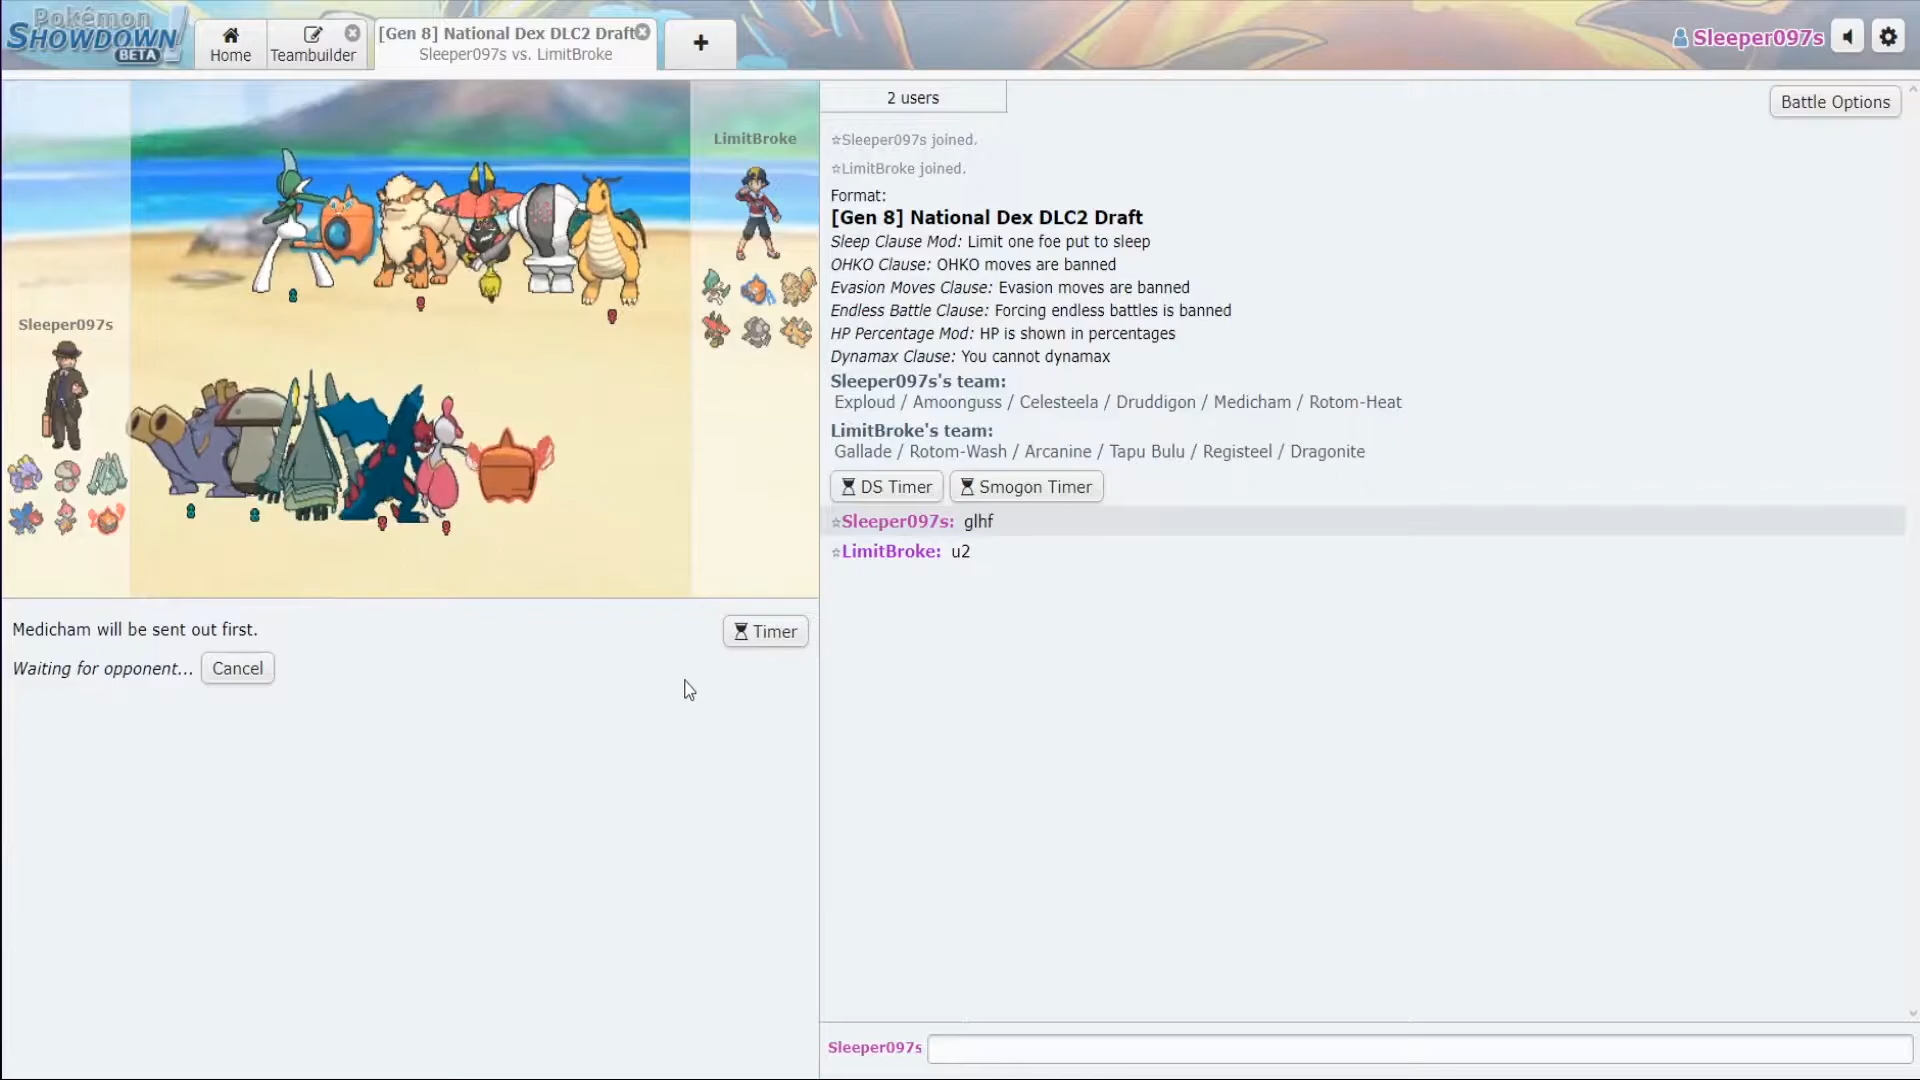 Pokémon
SHOWDOWN!
BETA
Home
Teambuilder
[Gen 8] National Dex DLC2 Draft
Sleeper097s vs. LimitBroke
+
Sleeper097s
LimitBroke
Sleeper097s
Medicham will be sent out first.
Timer
Waiting for opponent...
Cancel
2 users
Battle Options
☆Sleeper097s joined.
☆LimitBroke joined.
Format:
[Gen 8] National Dex DLC2 Draft
Sleep Clause Mod: Limit one foe put to sleep
OHKO Clause: OHKO moves are banned
Evasion Moves Clause: Evasion moves are banned
Endless Battle Clause: Forcing endless battles is banned
HP Percentage Mod: HP is shown in percentages
Dynamax Clause: You cannot dynamax
Sleeper097s's team:
Exploud / Amoonguss / Celesteela / Druddigon / Medicham / Rotom-Heat
LimitBroke's team:
Gallade / Rotom-Wash / Arcanine / Tapu Bulu / Registeel / Dragonite
DS Timer
Smogon Timer
☆Sleeper097s: glhf
☆LimitBroke: u2
Sleeper097s